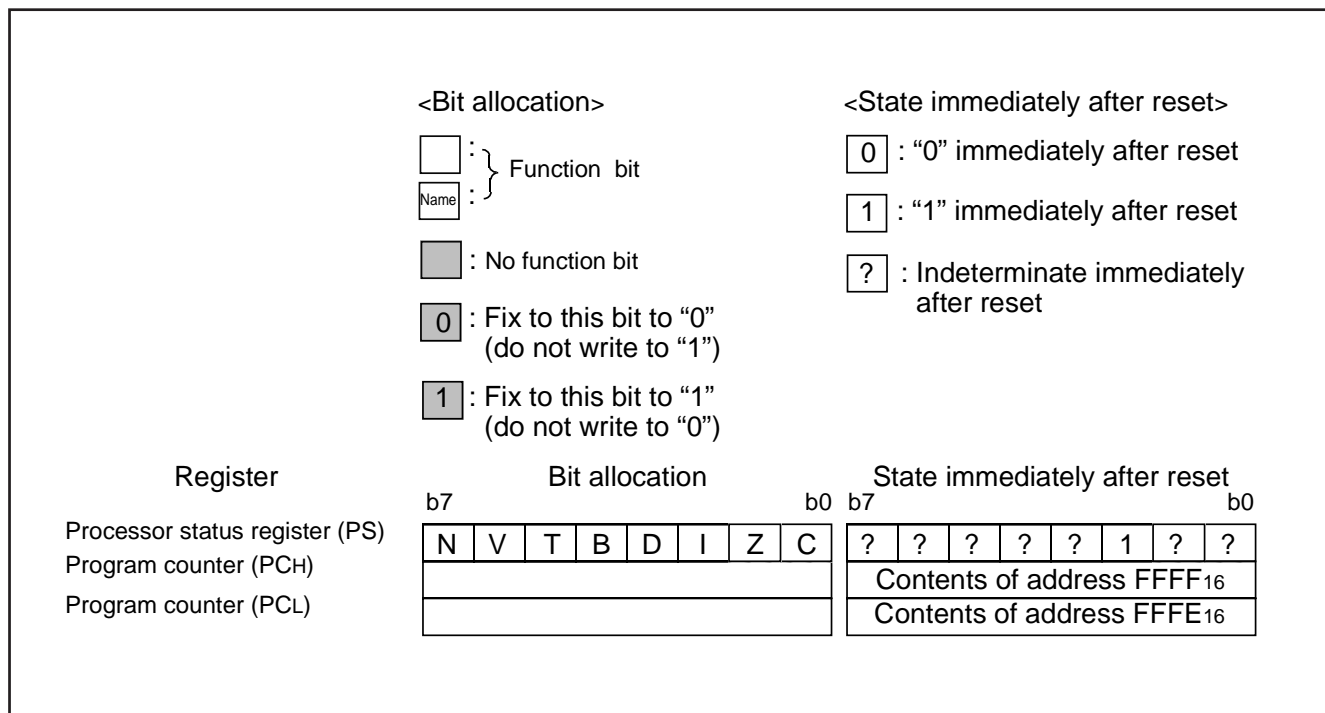 <Bit allocation>
:
Function bit
Name :
: No function bit
0 : Fix to this bit to “0”
(do not write to “1”)
1 : Fix to this bit to “1”
(do not write to “0”)
<State immediately after reset>
0 : “0” immediately after reset
1 : “1” immediately after reset
? : Indeterminate immediately
after reset
Register Bit allocation State immediately after reset
b7 b0 b7 b0
Processor status register (PS) N V T B D I Z C ? ? ? ? ? 1 ? ?
Program counter (PCH) Contents of address FFFF16
Program counter (PCL) Contents of address FFFE16